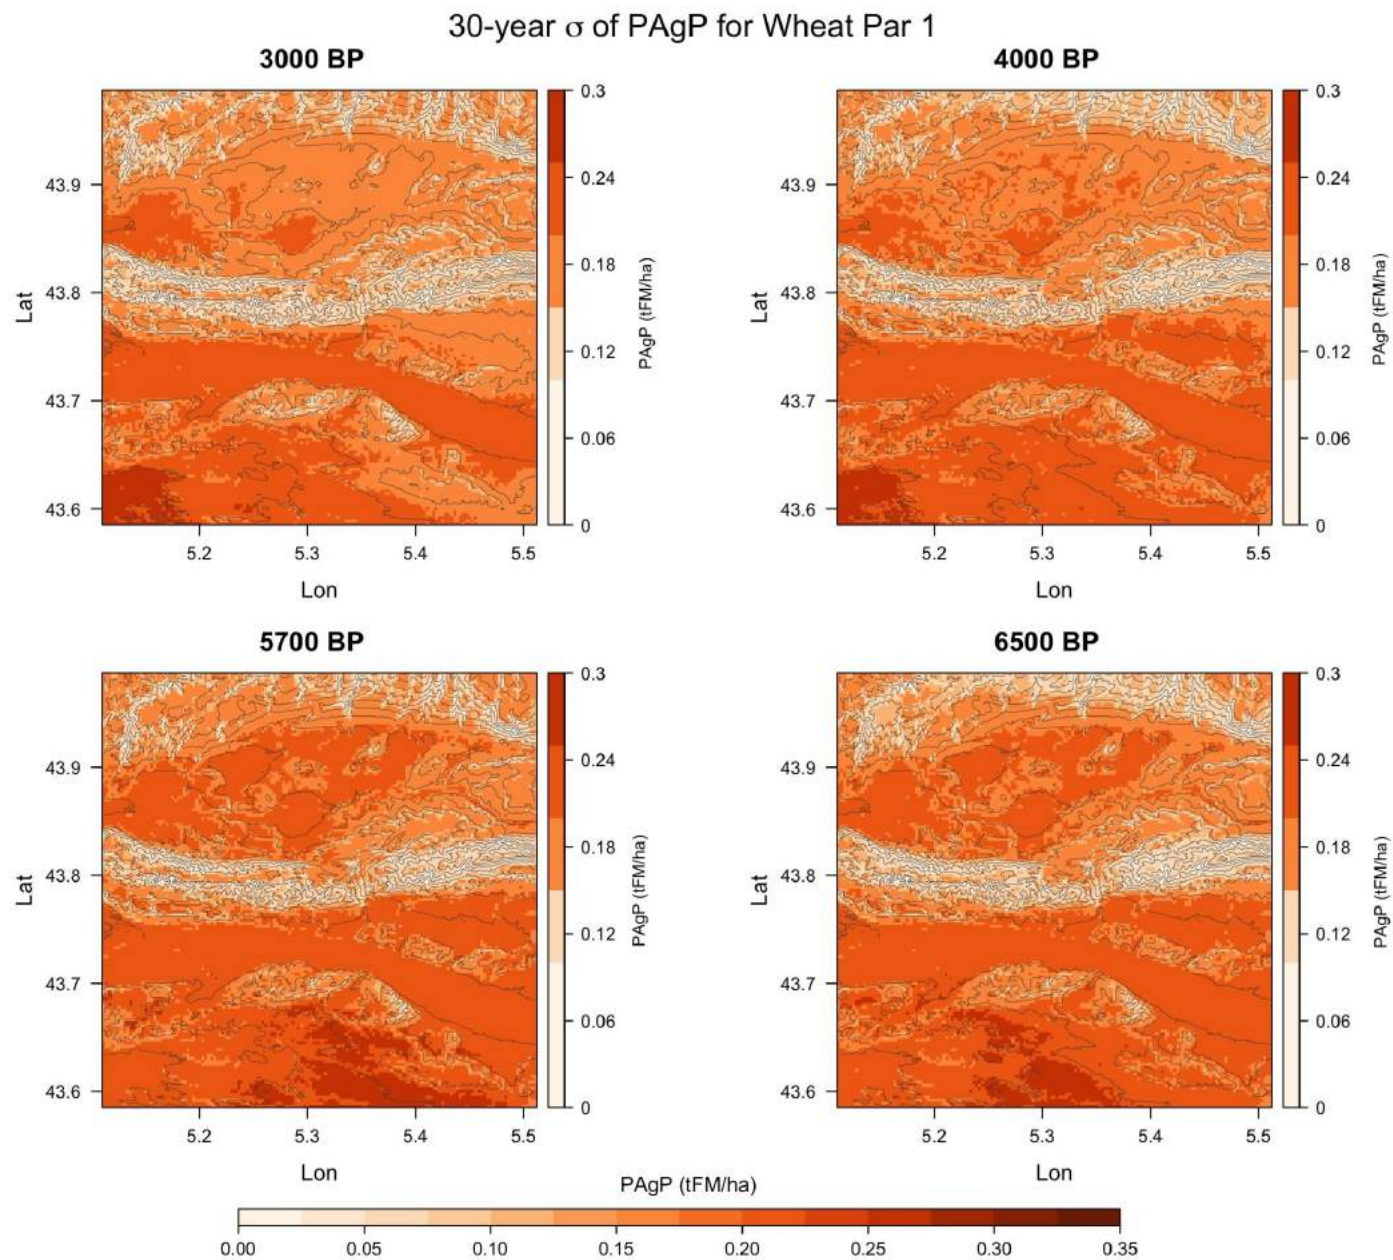 30-year σ of PAgP for Wheat Par 1
3000 BP
4000 BP
Lat
43.9
43.8
43.7
43.6
5.2 5.3 5.4 5.5
Lon
0.3
0.24
0.18
0.12
0.06
0
PAgP (tFM/ha)
Lat
43.9
43.8
43.7
43.6
5.2 5.3 5.4 5.5
Lon
0.3
0.24
0.18
0.12
0.06
0
PAgP (tFM/ha)
5700 BP
6500 BP
Lat
43.9
43.8
43.7
43.6
5.2 5.3 5.4 5.5
Lon
0.3
0.24
0.18
0.12
0.06
0
PAgP (tFM/ha)
Lat
43.9
43.8
43.7
43.6
5.2 5.3 5.4 5.5
Lon
0.3
0.24
0.18
0.12
0.06
0
PAgP (tFM/ha)
PAgP (tFM/ha)
0.00 0.05 0.10 0.15 0.20 0.25 0.30 0.35